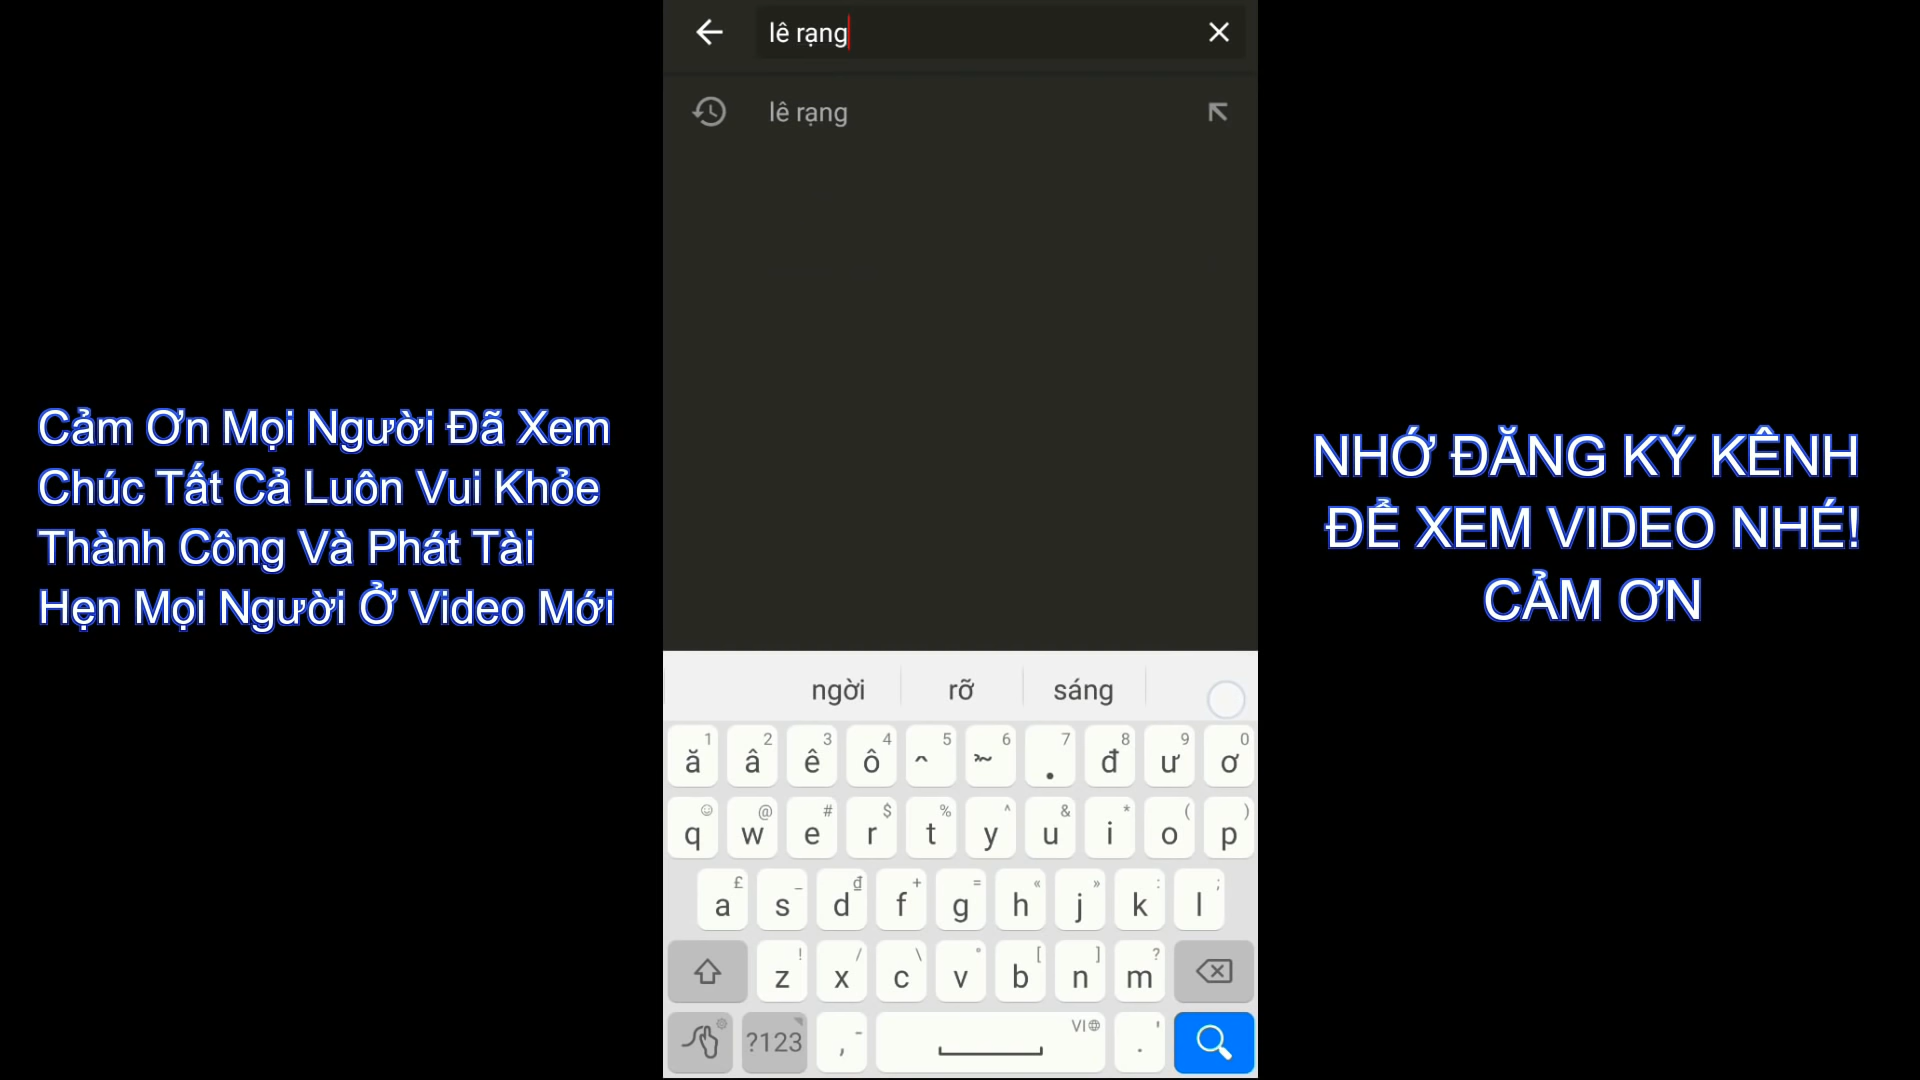 lê rạng
lê rạng
Cảm Ơn Mọi Người Đã Xem
Chúc Tất Cả Luôn Vui Khỏe
Thành Công Và Phát Tài
Hẹn Mọi Người Ở Video Mới
NHỚ ĐĂNG KÝ KÊNH
ĐỂ XEM VIDEO NHÉ!
CẢM ƠN
ngời rỡ sáng
1 2 3 4 5 6 7 8 9 0
ă â ê ô đ ư ơ
@ # $ % ^ & * ( )
q w e r t y u i o p
£ _ ₫ + = « » : ;
a s d f g h j k l
! / \ ° [ ] ?
z x c v b n m
VI
?123 , - . '